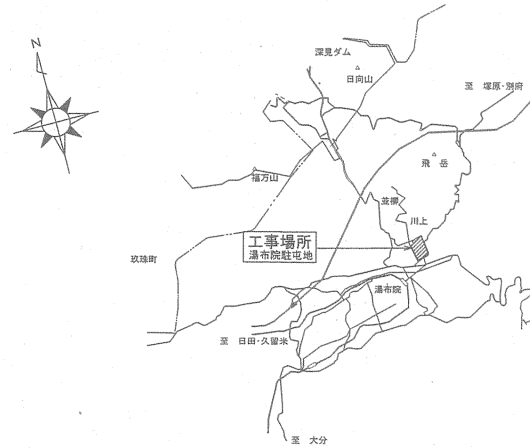 N
深見ダム
日向山
至 塚原・別府
飛 岳
福万山
並柳
川上
工事場所
湯布院駐屯地
玖珠町
湯布院
至 日田・久留米
至 大分